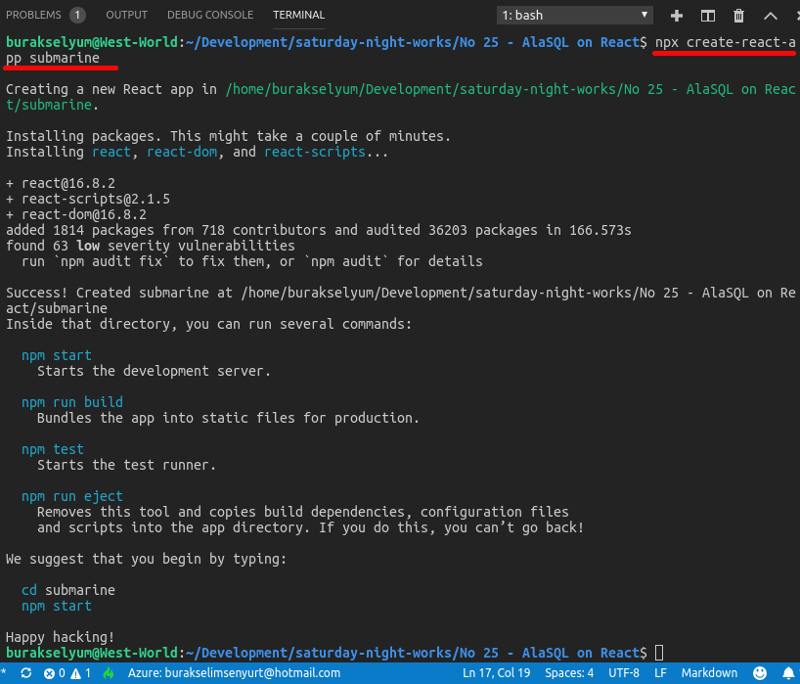 PROBLEMS 1 OUTPUT DEBUG CONSOLE TERMINAL 1: bash
burakselyum@West-World:~/Development/saturday-night-works/No 25 - AlaSQL on React$ npx create-react-a
pp submarine
Creating a new React app in /home/burakselyum/Development/saturday-night-works/No 25 - AlaSQL on Reac
t/submarine.
Installing packages. This might take a couple of minutes.
Installing react, react-dom, and react-scripts...
+ react@16.8.2
+ react-scripts@2.1.5
+ react-dom@16.8.2
added 1814 packages from 718 contributors and audited 36203 packages in 166.573s
found 63 low severity vulnerabilities
run `npm audit fix` to fix them, or `npm audit` for details
Success! Created submarine at /home/burakselyum/Development/saturday-night-works/No 25 - AlaSQL on Re
act/submarine
Inside that directory, you can run several commands:
npm start
Starts the development server.
npm run build
Bundles the app into static files for production.
npm test
Starts the test runner.
npm run eject
Removes this tool and copies build dependencies, configuration files
and scripts into the app directory. If you do this, you can’t go back!
We suggest that you begin by typing:
cd submarine
npm start
Happy hacking!
burakselyum@West-World:~/Development/saturday-night-works/No 25 - AlaSQL on React$
* 0 1 Azure: burakselimsenyurt@hotmail.com Ln 17, Col 19 Spaces: 4 UTF-8 LF Markdown